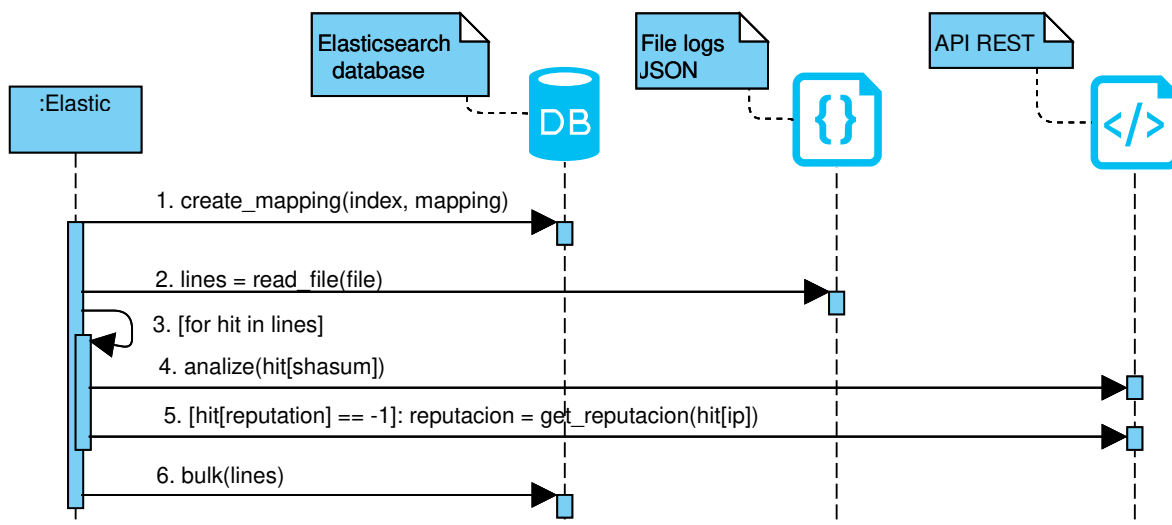 Elasticsearch
database
File logs
JSON
API REST
:Elastic
DB
{}
</>
1. create_mapping(index, mapping)
2. lines = read_file(file)
3. [for hit in lines]
4. analize(hit[shasum])
5. [hit[reputation] == -1]: reputacion = get_reputacion(hit[ip])
6. bulk(lines)